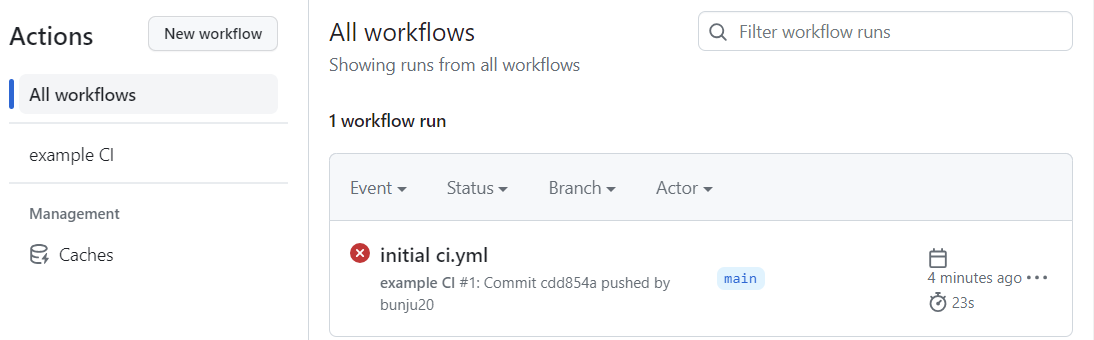 Actions
New workflow
All workflows
example CI
Management
Caches
All workflows
Showing runs from all workflows
Filter workflow runs
1 workflow run
Event Status Branch Actor
initial ci.yml
example CI #1: Commit cdd854a pushed by
bunju20
main
4 minutes ago
23s